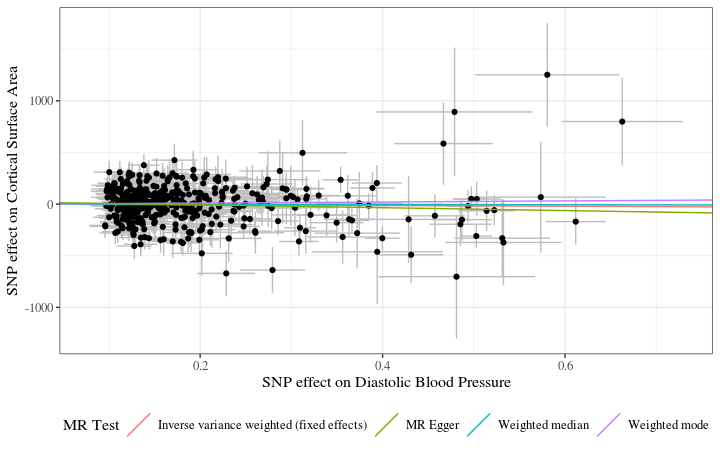 SNP effect on Cortical Surface Area
1000
0
-1000
0.2
0.4
0.6
SNP effect on Diastolic Blood Pressure
MR Test
Inverse variance weighted (fixed effects)
MR Egger
Weighted median
Weighted mode